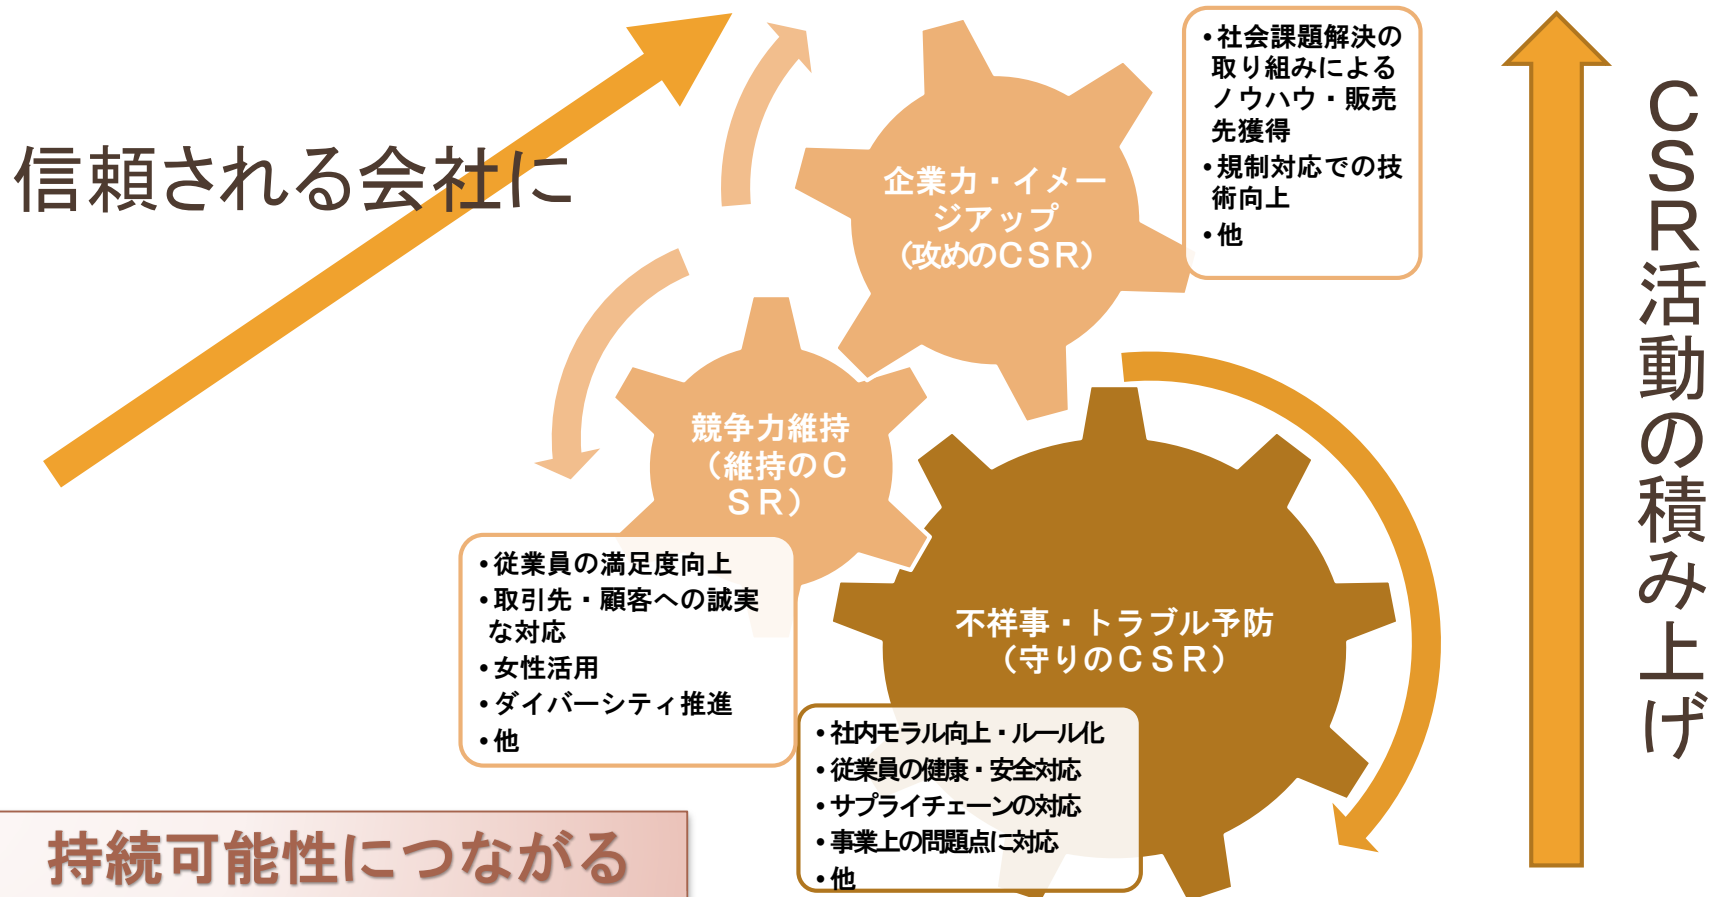 信頼される会社に
企業力・イメー
ジアップ
（攻めのＣＳＲ）
・社会課題解決の
取り組みによる
ノウハウ・販売
先獲得
・規制対応での技
術向上
・他
ＣＳＲ活動の積み上げ
競争力維持
（維持のＣ
ＳＲ）
・従業員の満足度向上
・取引先・顧客への誠実
な対応
・女性活用
・ダイバーシティ推進
・他
不祥事・トラブル予防
（守りのＣＳＲ）
・社内モラル向上・ルール化
・従業員の健康・安全対応
・サプライチェーンの対応
・事業上の問題点に対応
・他
持続可能性につながる